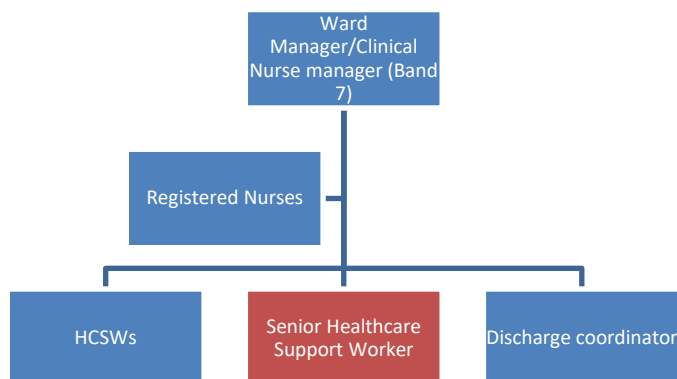 Ward
Manager/Clinical
Nurse manager (Band
7)
Registered Nurses
HCSWs
Senior Healthcare
Support Worker
Discharge coordinator